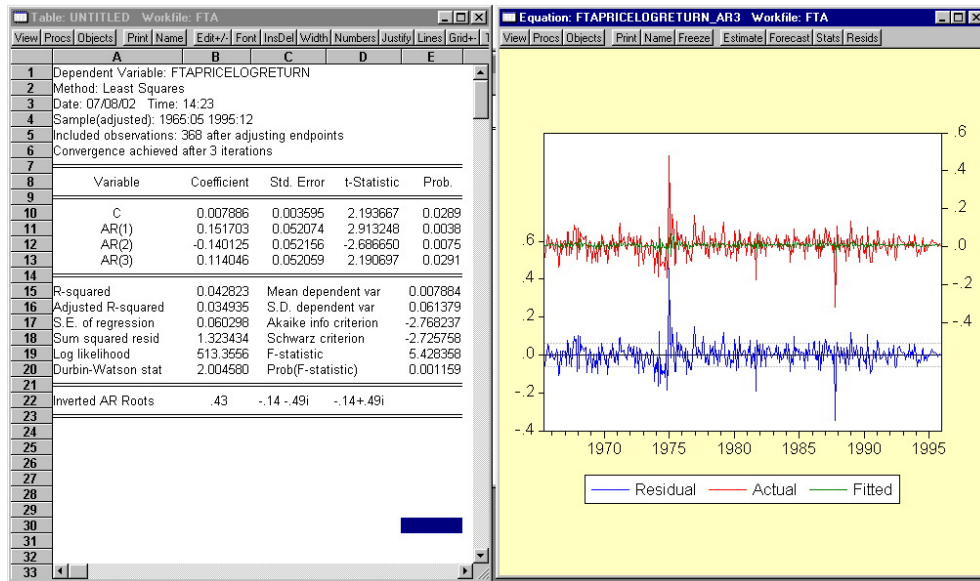 Table: UNTITLED Workfile: FTA
View Procs Objects Print Name Edit+/- Font InsDel Width Numbers Justify Lines Grid+-
A B C D E
1 Dependent Variable: FTAPRICELOGRETURN
2 Method: Least Squares
3 Date: 07/08/02 Time: 14:23
4 Sample(adjusted): 1965:05 1995:12
5 Included observations: 368 after adjusting endpoints
6 Convergence achieved after 3 iterations
7
8 Variable Coefficient Std. Error t-Statistic Prob.
9
10 C 0.007886 0.003595 2.193667 0.0289
11 AR(1) 0.151703 0.052074 2.913248 0.0038
12 AR(2) -0.140125 0.052156 -2.686650 0.0075
13 AR(3) 0.114046 0.052059 2.190697 0.0291
14
15 R-squared 0.042823 Mean dependent var 0.007884
16 Adjusted R-squared 0.034935 S.D. dependent var 0.061379
17 S.E. of regression 0.060298 Akaike info criterion -2.768237
18 Sum squared resid 1.323434 Schwarz criterion -2.725758
19 Log likelihood 513.3556 F-statistic 5.428358
20 Durbin-Watson stat 2.004580 Prob(F-statistic) 0.001159
21
22 Inverted AR Roots .43 -.14 -.49i -.14+.49i
23
24
25
26
27
28
29
30
31
32
33
Equation: FTAPRICELOGRETURN_AR3 Workfile: FTA
View Procs Objects Print Name Freeze Estimate Forecast Stats Resids
.6
.4
.2
.0
-.2
-.4
.6
.4
.2
.0
-.2
-.4
1970 1975 1980 1985 1990 1995
Residual Actual Fitted